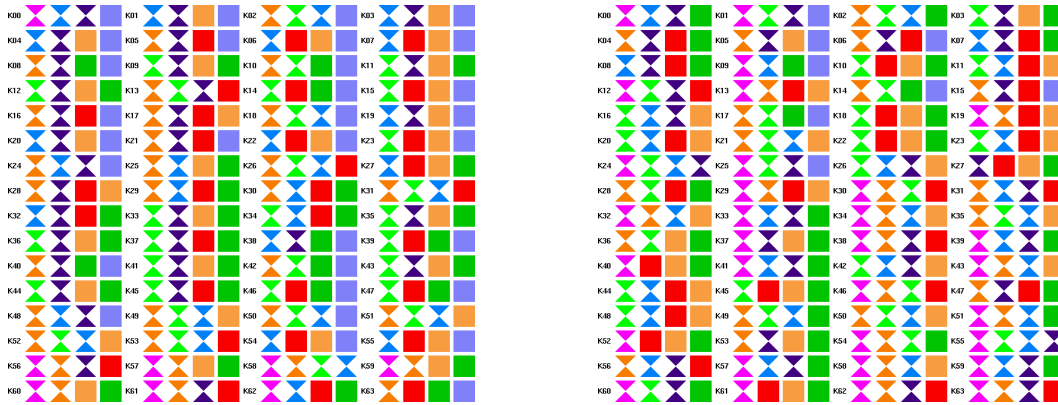 K00 K01 K02 K03 K00 K01 K02 K03
K04 K05 K06 K07 K04 K05 K06 K07
K08 K09 K10 K11 K08 K09 K10 K11
K12 K13 K14 K15 K12 K13 K14 K15
K16 K17 K18 K19 K16 K17 K18 K19
K20 K21 K22 K23 K20 K21 K22 K23
K24 K25 K26 K27 K24 K25 K26 K27
K28 K29 K30 K31 K28 K29 K30 K31
K32 K33 K34 K35 K32 K33 K34 K35
K36 K37 K38 K39 K36 K37 K38 K39
K40 K41 K42 K43 K40 K41 K42 K43
K44 K45 K46 K47 K44 K45 K46 K47
K48 K49 K50 K51 K48 K49 K50 K51
K52 K53 K54 K55 K52 K53 K54 K55
K56 K57 K58 K59 K56 K57 K58 K59
K60 K61 K62 K63 K60 K61 K62 K63